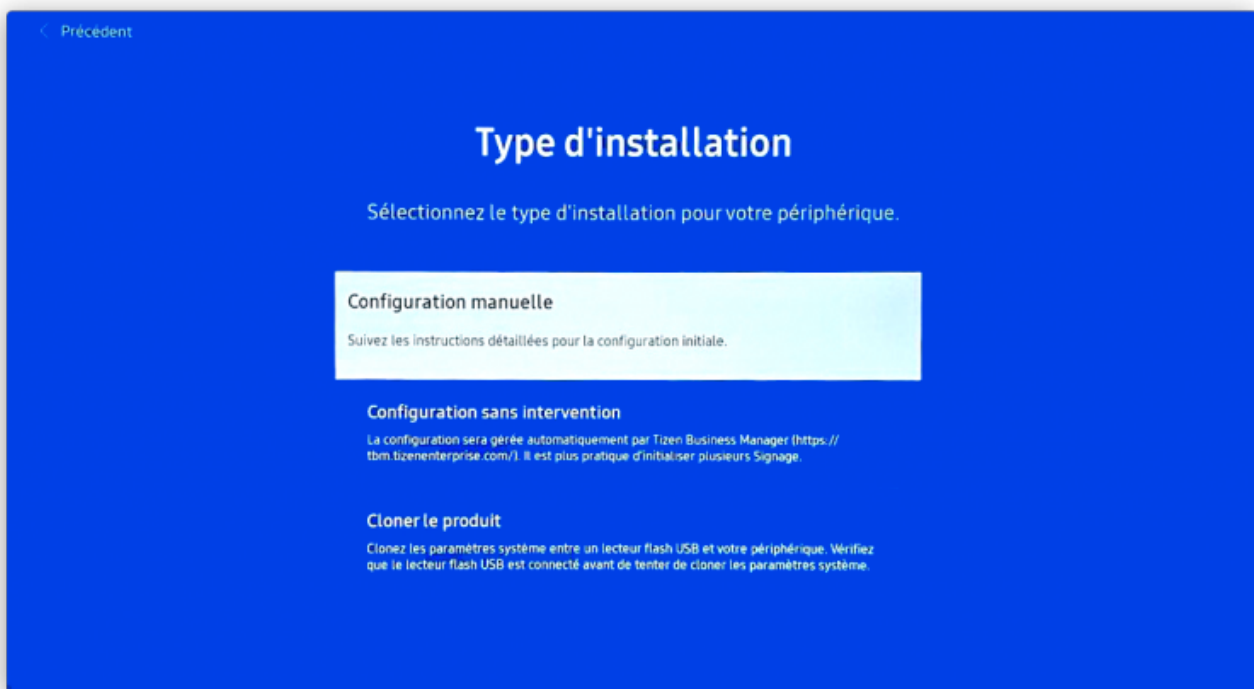 Précédent
Type d'installation
Sélectionnez le type d'installation pour votre périphérique.
Configuration manuelle
Suivez les instructions détaillées pour la configuration initiale.
Configuration sans intervention
La configuration sera gérée automatiquement par Tizen Business Manager (https://
tbm.tizenenterprise.com/). Il est plus pratique d'initialiser plusieurs Signage.
Cloner le produit
Clonez les paramètres système entre un lecteur flash USB et votre périphérique. Vérifiez
que le lecteur flash USB est connecté avant de tenter de cloner les paramètres système.